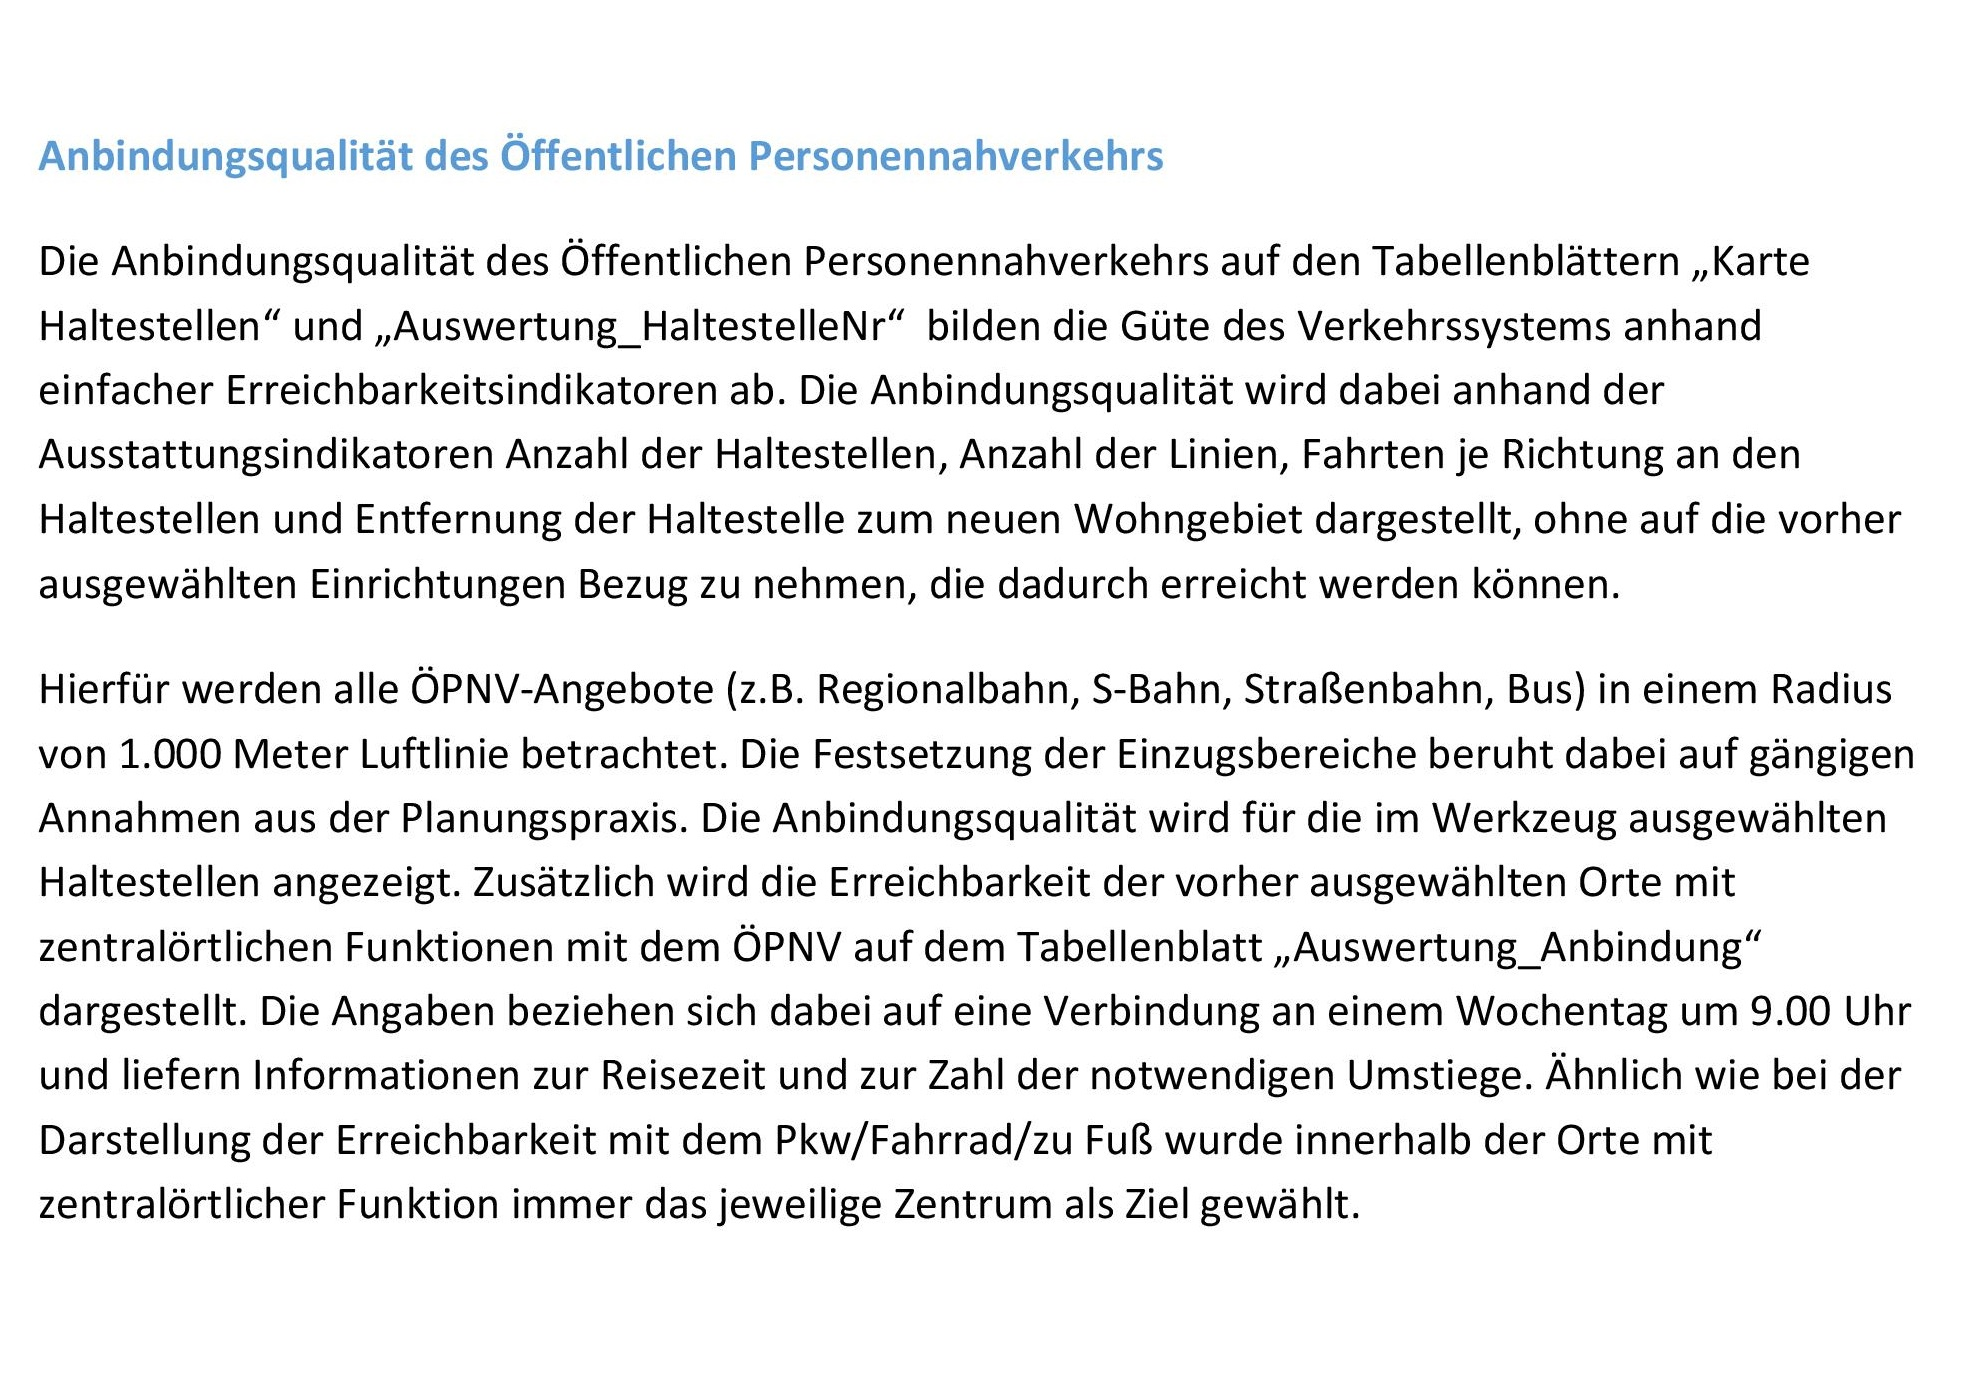 Anbindungsqualität des Öffentlichen Personennahverkehrs
Die Anbindungsqualität des Öffentlichen Personennahverkehrs auf den Tabellenblättern „Karte
Haltestellen“ und „Auswertung_HaltestelleNr“  bilden die Güte des Verkehrssystems anhand
einfacher Erreichbarkeitsindikatoren ab. Die Anbindungsqualität wird dabei anhand der
Ausstattungsindikatoren Anzahl der Haltestellen, Anzahl der Linien, Fahrten je Richtung an den
Haltestellen und Entfernung der Haltestelle zum neuen Wohngebiet dargestellt, ohne auf die vorher
ausgewählten Einrichtungen Bezug zu nehmen, die dadurch erreicht werden können.
Hierfür werden alle ÖPNV-Angebote (z.B. Regionalbahn, S-Bahn, Straßenbahn, Bus) in einem Radius
von 1.000 Meter Luftlinie betrachtet. Die Festsetzung der Einzugsbereiche beruht dabei auf gängigen
Annahmen aus der Planungspraxis. Die Anbindungsqualität wird für die im Werkzeug ausgewählten
Haltestellen angezeigt. Zusätzlich wird die Erreichbarkeit der vorher ausgewählten Orte mit
zentralörtlichen Funktionen mit dem ÖPNV auf dem Tabellenblatt „Auswertung_Anbindung“
dargestellt. Die Angaben beziehen sich dabei auf eine Verbindung an einem Wochentag um 9.00 Uhr
und liefern Informationen zur Reisezeit und zur Zahl der notwendigen Umstiege. Ähnlich wie bei der
Darstellung der Erreichbarkeit mit dem Pkw/Fahrrad/zu Fuß wurde innerhalb der Orte mit
zentralörtlicher Funktion immer das jeweilige Zentrum als Ziel gewählt.